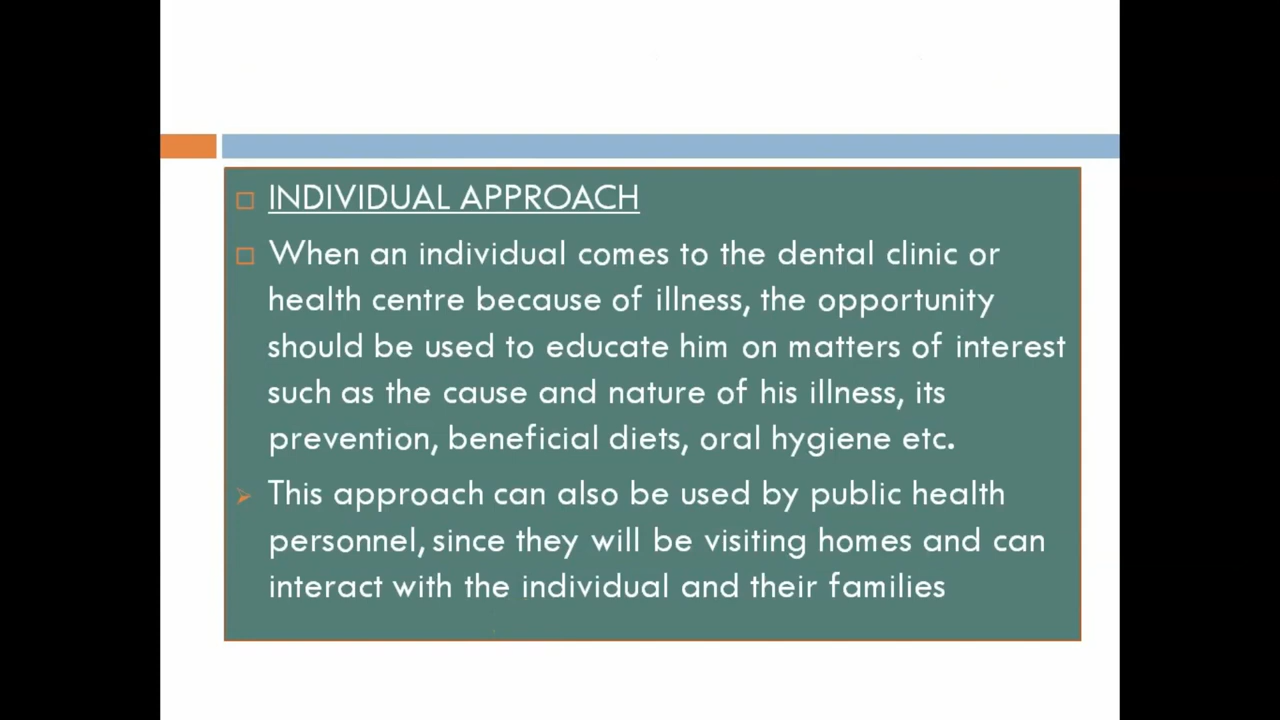 INDIVIDUAL APPROACH
When an individual comes to the dental clinic or
health centre because of illness, the opportunity
should be used to educate him on matters of interest
such as the cause and nature of his illness, its
prevention, beneficial diets, oral hygiene etc.
This approach can also be used by public health
personnel, since they will be visiting homes and can
interact with the individual and their families